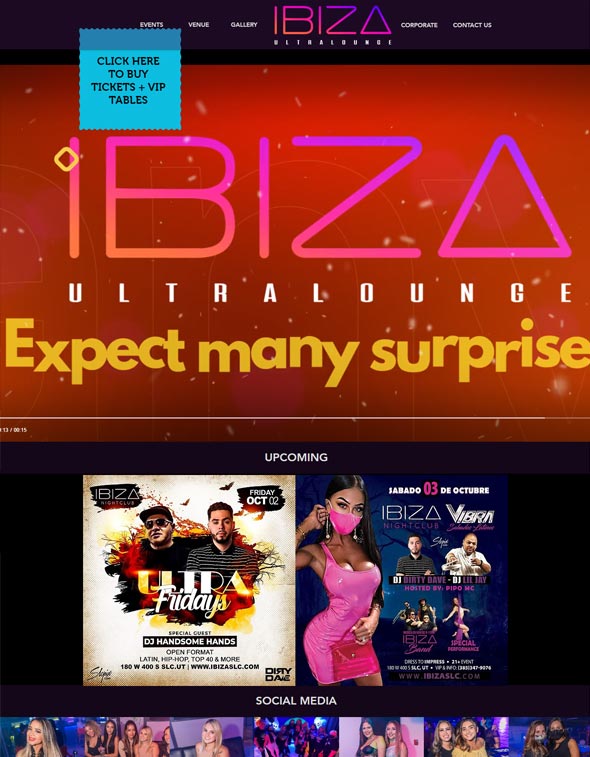 EVENTS
VENUE
GALLERY
IBIZA
ULTRALOUNGE
CORPORATE
CONTACT US
CLICK HERE
TO BUY
TICKETS + VIP
TABLES
iBIZA
ULTRALOUNGE
Expect many surprise
/ 00:15
UPCOMING
IBIZA
NIGHTCLUB
FRIDAY
OCT 02
ULTRA
Fridays
SPECIAL GUEST
DJ HANDSOME HANDS
OPEN FORMAT
LATIN, HIP-HOP, TOP 40 & MORE
180 W 400 S SLC.UT | WWW.IBIZASLC.COM
DIRTY
DAVE
SABADO 03 DE OCTUBRE
IBIZA
NIGHTCLUB
VIBRA
Sabados Latinos
DJ DIRTY DAVE - DJ LIL JAY
HOSTED BY: PIPO MC
IBIZA
Band
SPECIAL
PERFORMANCE
DRESS TO IMPRESS • 21+ EVENT
180 W 400 S SLC, UT • VIP & INFO (385)347-9076
WWW.IBIZASLC.COM
SOCIAL MEDIA